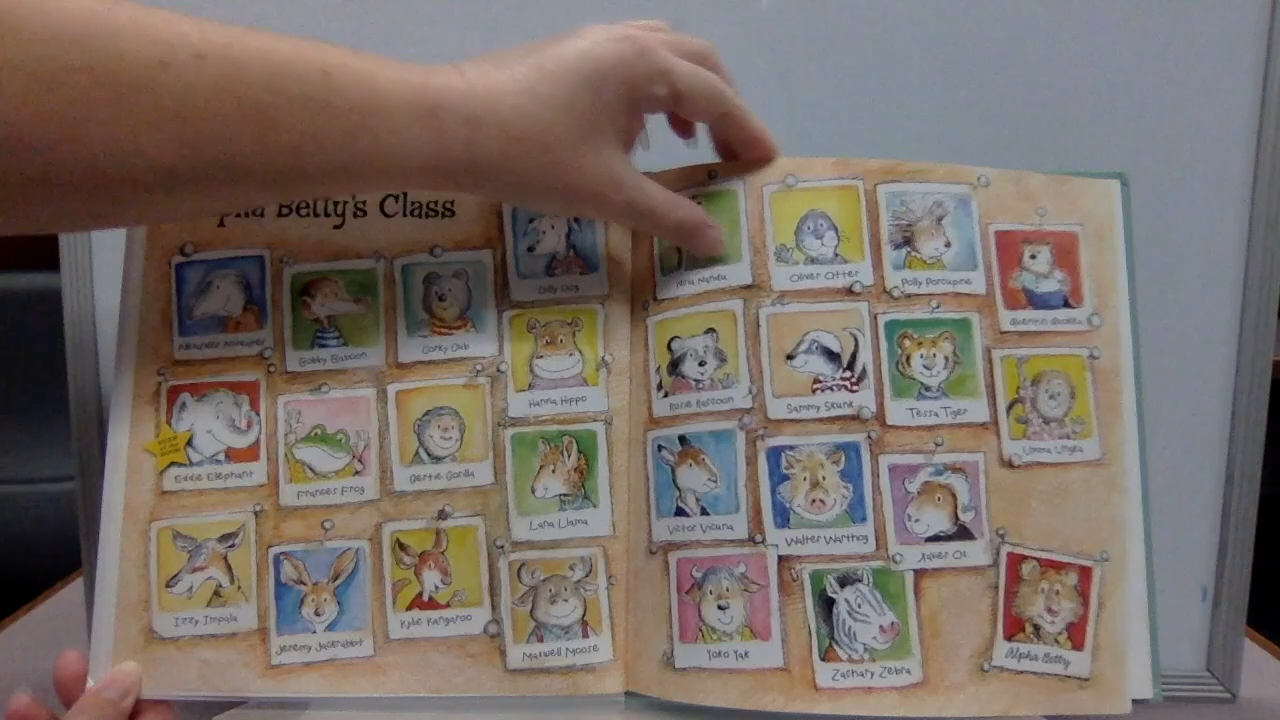 Betty's Class
Bobby Baboon
Corky Cub
Dilly Dog
Eddie Elephant
Frances Frog
Gertie Gorilla
Hanna Hippo
Izzy Impala
Jeremy Jackrabbit
Kylie Kangaroo
Lana Llama
Maxwell Moose
Nina Nandu
Oliver Otter
Polly Porcupine
Rosie Raccoon
Sammy Skunk
Tessa Tiger
Victor Vicuna
Walter Warthog
Xavier Ox
Yoko Yak
Zachary Zebra
Alpha Betty